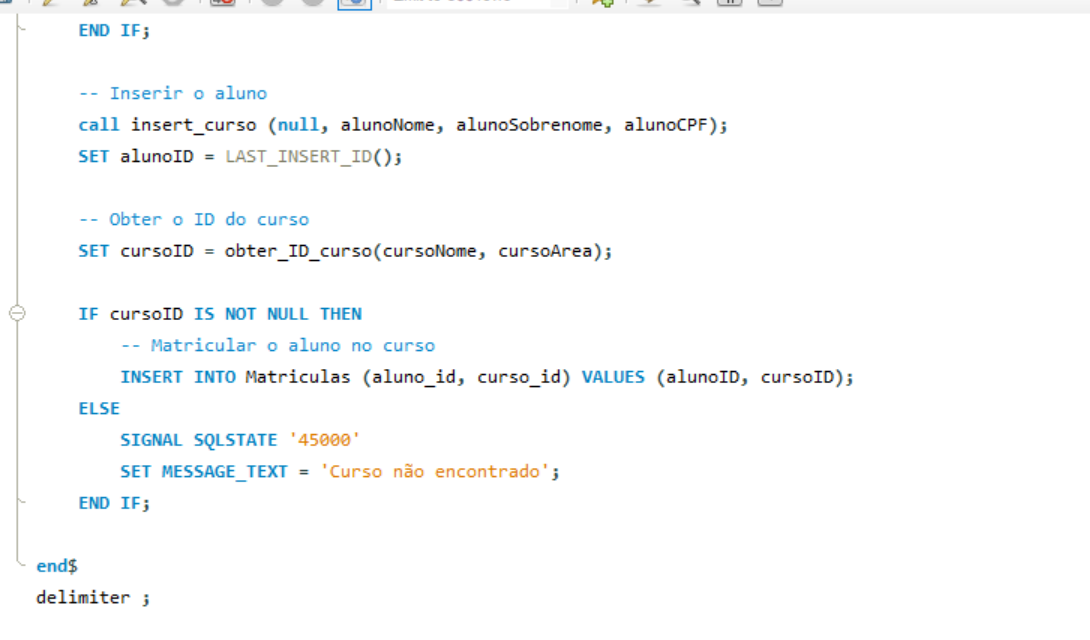 END IF;
-- Inserir o aluno
call insert_curso (null, alunoNome, alunoSobrenome, alunoCPF);
SET alunoID = LAST_INSERT_ID();
-- Obter o ID do curso
SET cursoID = obter_ID_curso(cursoNome, cursoArea);
IF cursoID IS NOT NULL THEN
-- Matricular o aluno no curso
INSERT INTO Matriculas (aluno_id, curso_id) VALUES (alunoID, cursoID);
ELSE
SIGNAL SQLSTATE '45000'
SET MESSAGE_TEXT = 'Curso não encontrado';
END IF;
end$
delimiter ;